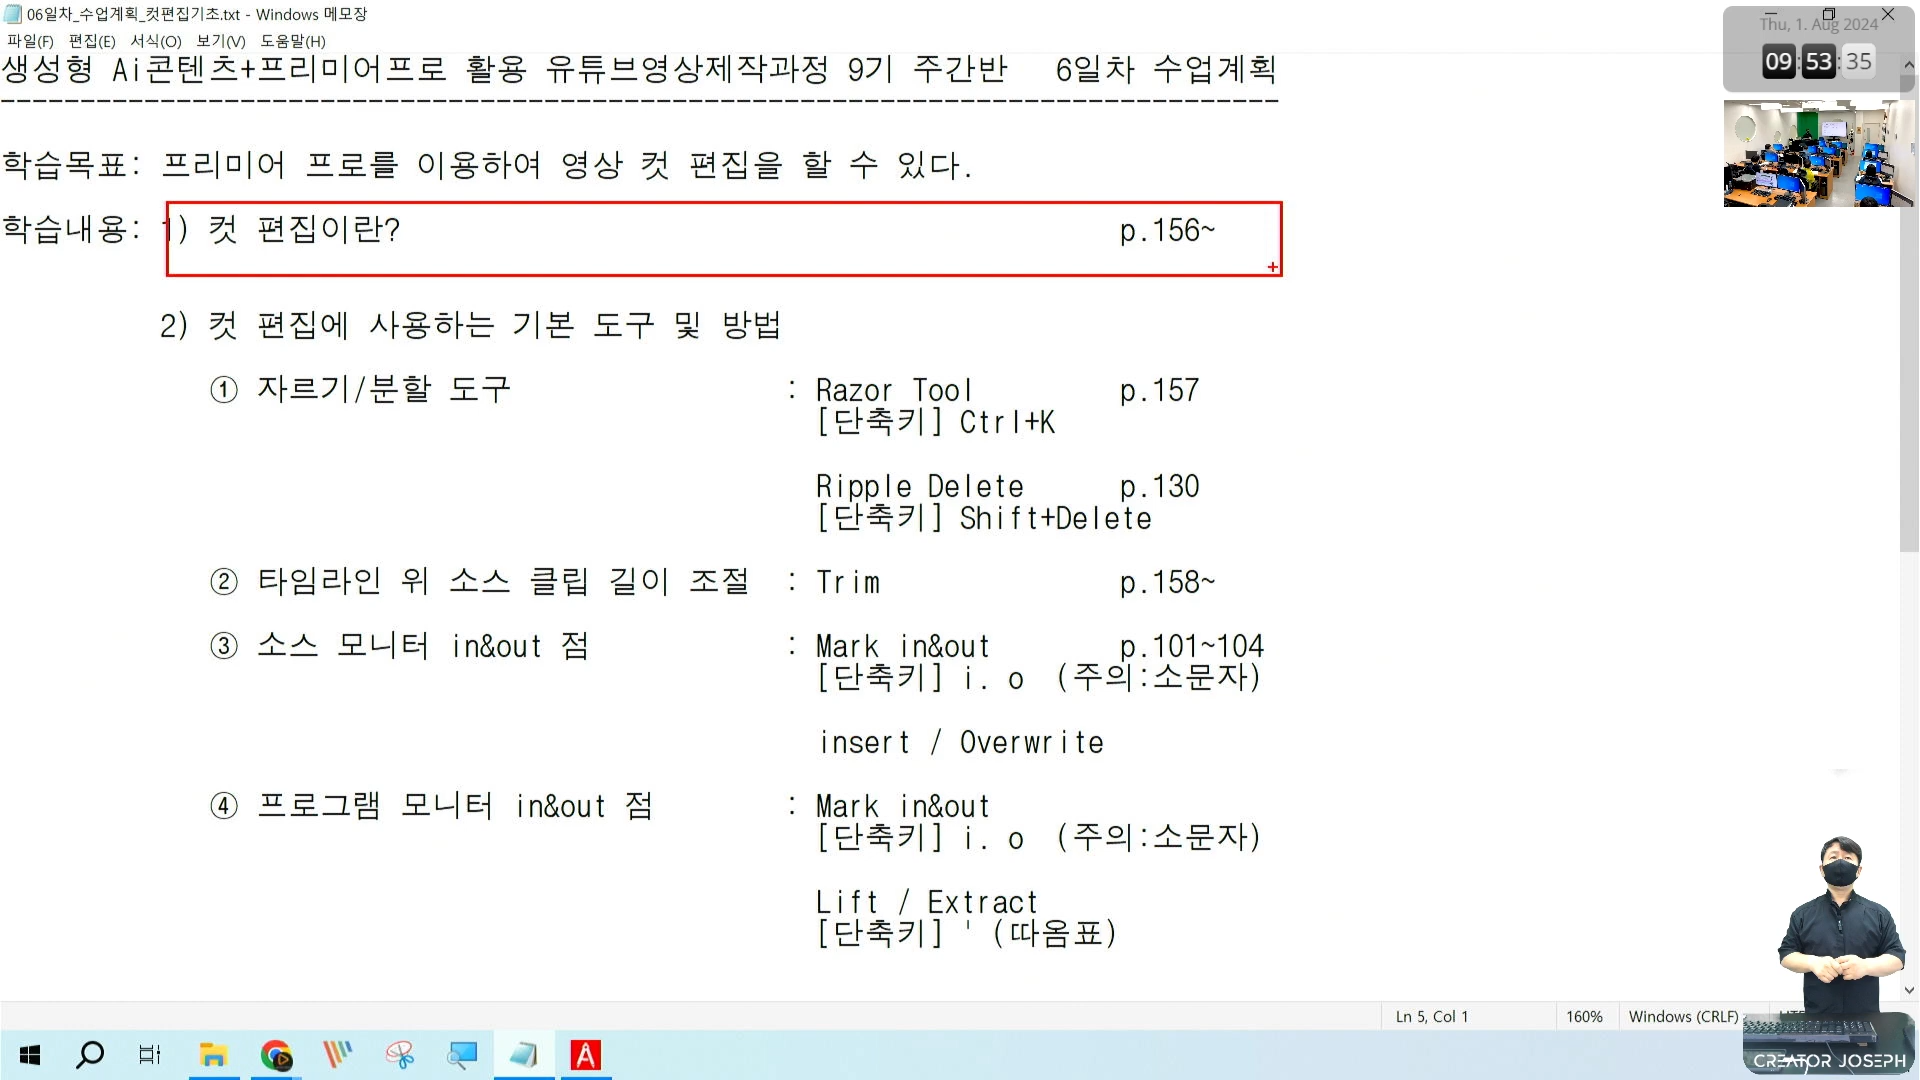 06일차_수업계획_컷편집기초.txt - Windows 메모장
파일(F) 편집(E) 서식(O) 보기(V) 도움말(H)
Thu, 1. Aug 2024
09 53 35
생성형 Ai콘텐츠+프리미어프로 활용 유튜브영상제작과정 9기 주간반 6일차 수업계획
--------------------------------------------------------------------------------
학습목표: 프리미어 프로를 이용하여 영상 컷 편집을 할 수 있다.
학습내용: 1) 컷 편집이란? p.156~
2) 컷 편집에 사용하는 기본 도구 및 방법
① 자르기/분할 도구 : Razor Tool p.157
[단축키] Ctrl+K
Ripple Delete p.130
[단축키] Shift+Delete
② 타임라인 위 소스 클립 길이 조절 : Trim p.158~
③ 소스 모니터 in&out 점 : Mark in&out p.101~104
[단축키] i. o (주의:소문자)
insert / Overwrite
④ 프로그램 모니터 in&out 점 : Mark in&out
[단축키] i. o (주의:소문자)
Lift / Extract
[단축키] ' (따옴표)
Ln 5, Col 1 160% Windows (CRLF)
CREATOR JOSEPH